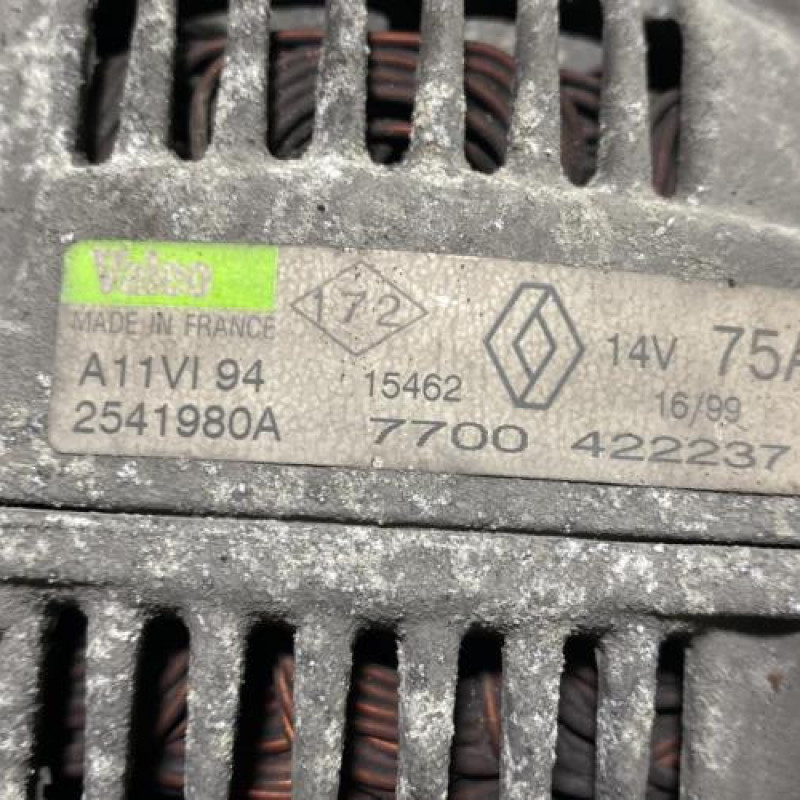 Valeo
MADE IN FRANCE
172
A11VI 94
15462
14V 75A
16/99
2541980A
7700 422237